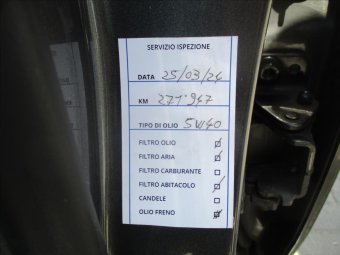 SERVIZIO ISPEZIONE
DATA 25/03/24
KM 271.947
TIPO DI OLIO 5W40
FILTRO OLIO
FILTRO ARIA
FILTRO CARBURANTE
FILTRO ABITACOLO
CANDELE
OLIO FRENO